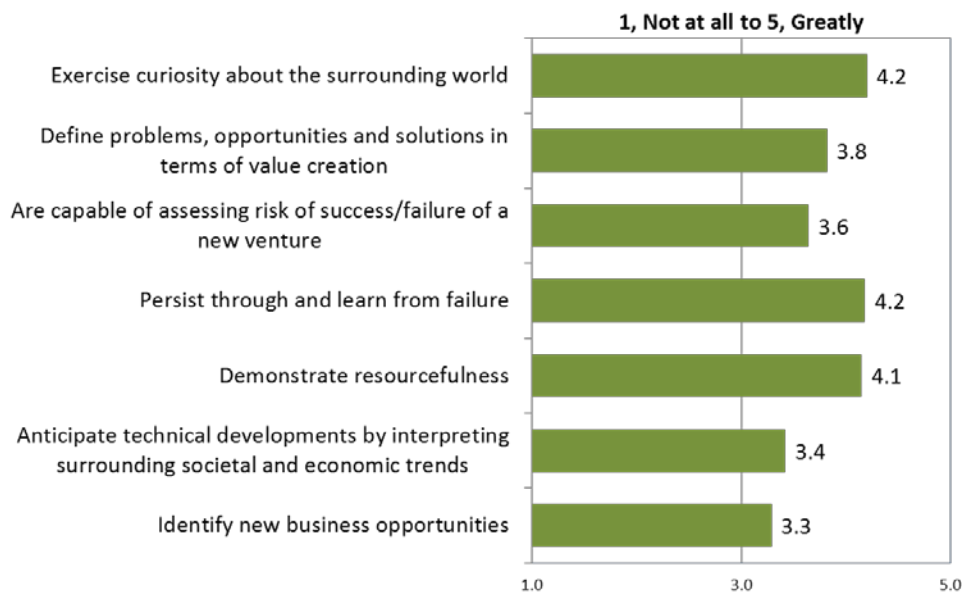 1, Not at all to 5, Greatly
Exercise curiosity about the surrounding world
4.2
Define problems, opportunities and solutions in
terms of value creation
3.8
Are capable of assessing risk of success/failure of a
new venture
3.6
Persist through and learn from failure
4.2
Demonstrate resourcefulness
4.1
Anticipate technical developments by interpreting
surrounding societal and economic trends
3.4
Identify new business opportunities
3.3
1.0 3.0 5.0